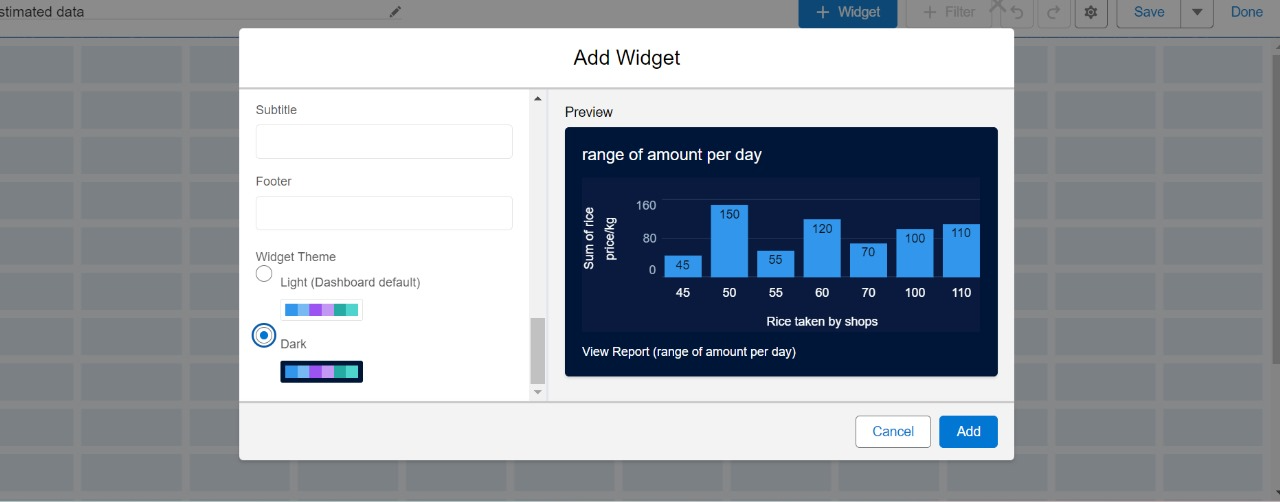 stimated data
+ Widget
+ Filter
Save
Done
Add Widget
Subtitle
Footer
Widget Theme
Light (Dashboard default)
Dark
Preview
range of amount per day
Sum of rice
price/kg
160
80
0
45
150
55
120
70
100
110
45
50
55
60
70
100
110
Rice taken by shops
View Report (range of amount per day)
Cancel
Add